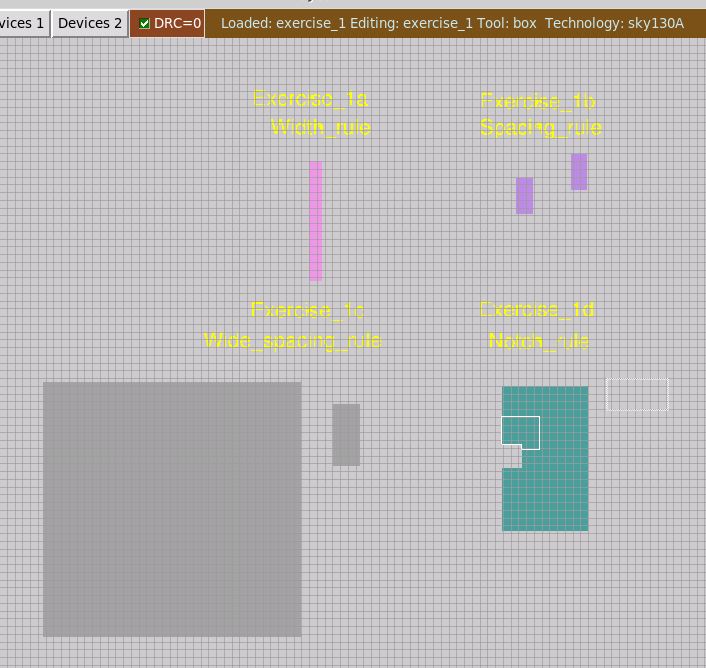 vices 1 Devices 2 DRC=0 Loaded: exercise_1 Editing: exercise_1 Tool: box Technology: sky130A
Exercise_1a
Width_rule
Exercise_1b
Spacing_rule
Exercise_1c
Wide_spacing_rule
Exercise_1d
Notch_rule